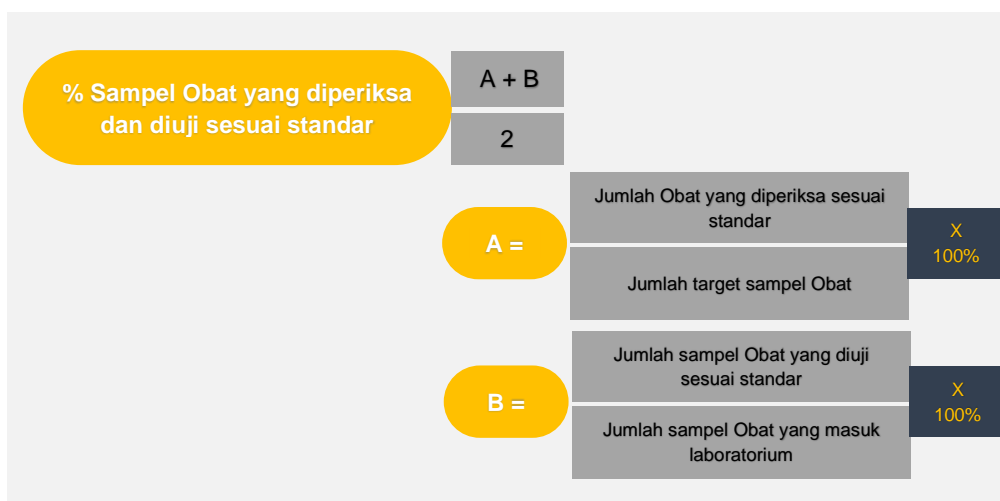 % Sampel Obat yang diperiksa
dan diuji sesuai standar
A + B
2
A =
Jumlah Obat yang diperiksa sesuai
standar
Jumlah target sampel Obat
X
100%
B =
Jumlah sampel Obat yang diuji
sesuai standar
Jumlah sampel Obat yang masuk
laboratorium
X
100%